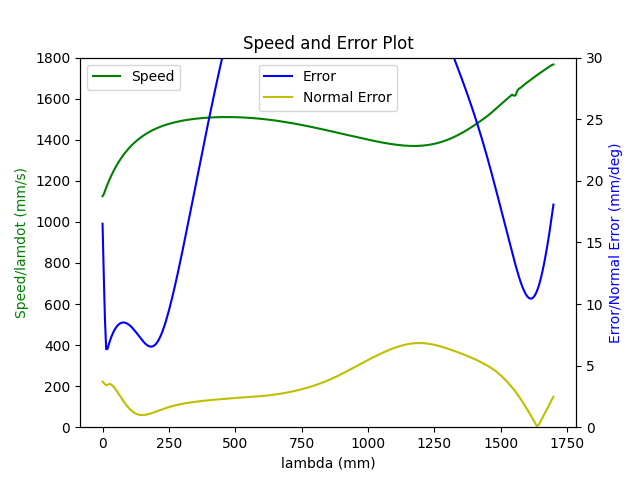 Speed and Error Plot
Speed
Error
Normal Error
1800
1600
1400
1200
1000
800
600
400
200
0
Speed/lamdot (mm/s)
30
25
20
15
10
5
0
Error/Normal Error (mm/deg)
0 250 500 750 1000 1250 1500 1750
lambda (mm)